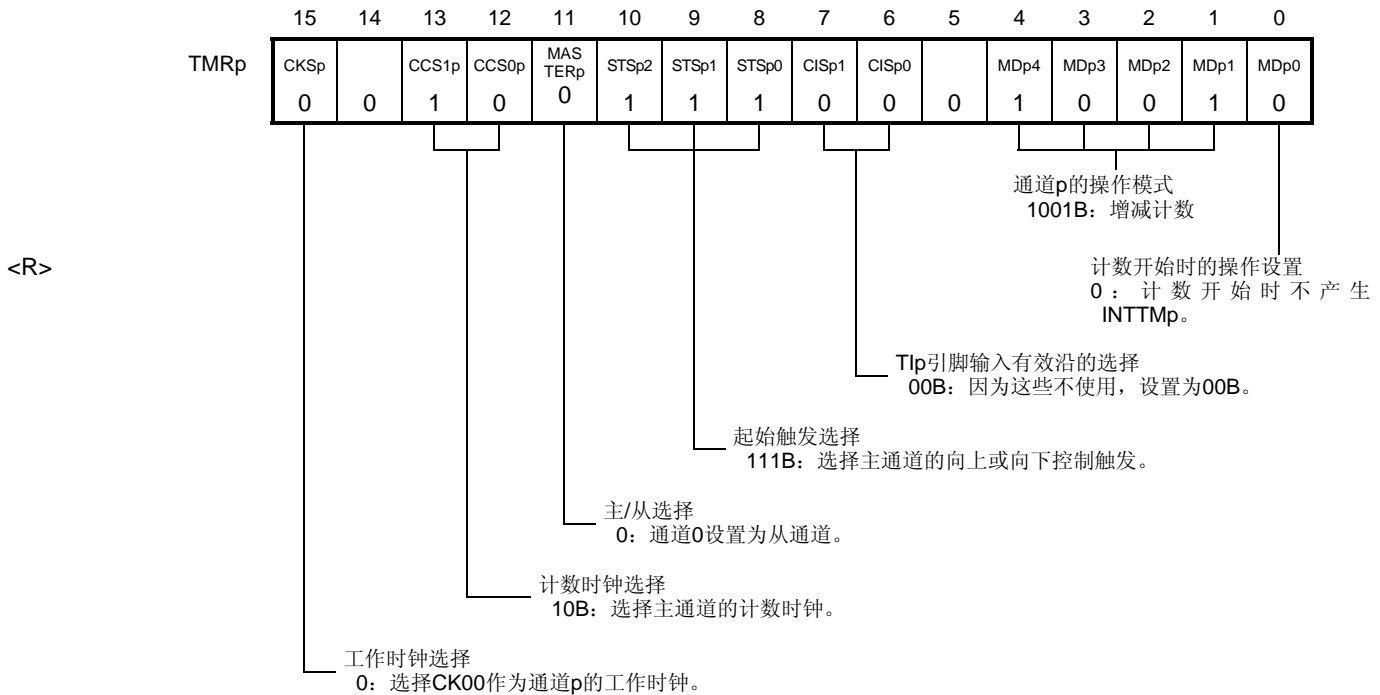 15 14 13 12 11 10 9 8 7 6 5 4 3 2 1 0
TMRp
CKSp CCS1p CCS0p MAS TERp STSp2 STSp1 STSp0 CISp1 CISp0 MDp4 MDp3 MDp2 MDp1 MDp0
0 0 1 0 0 1 1 1 0 0 0 1 0 0 1 0
通道p的操作模式
1001B：增减计数
<R>
计数开始时的操作设置
0：计数开始时不产生
INTTMp。
TIp引脚输入有效沿的选择
00B：因为这些不使用，设置为00B。
起始触发选择
111B：选择主通道的向上或向下控制触发。
主/从选择
0：通道0设置为从通道。
计数时钟选择
10B：选择主通道的计数时钟。
工作时钟选择
0：选择CK00作为通道p的工作时钟。